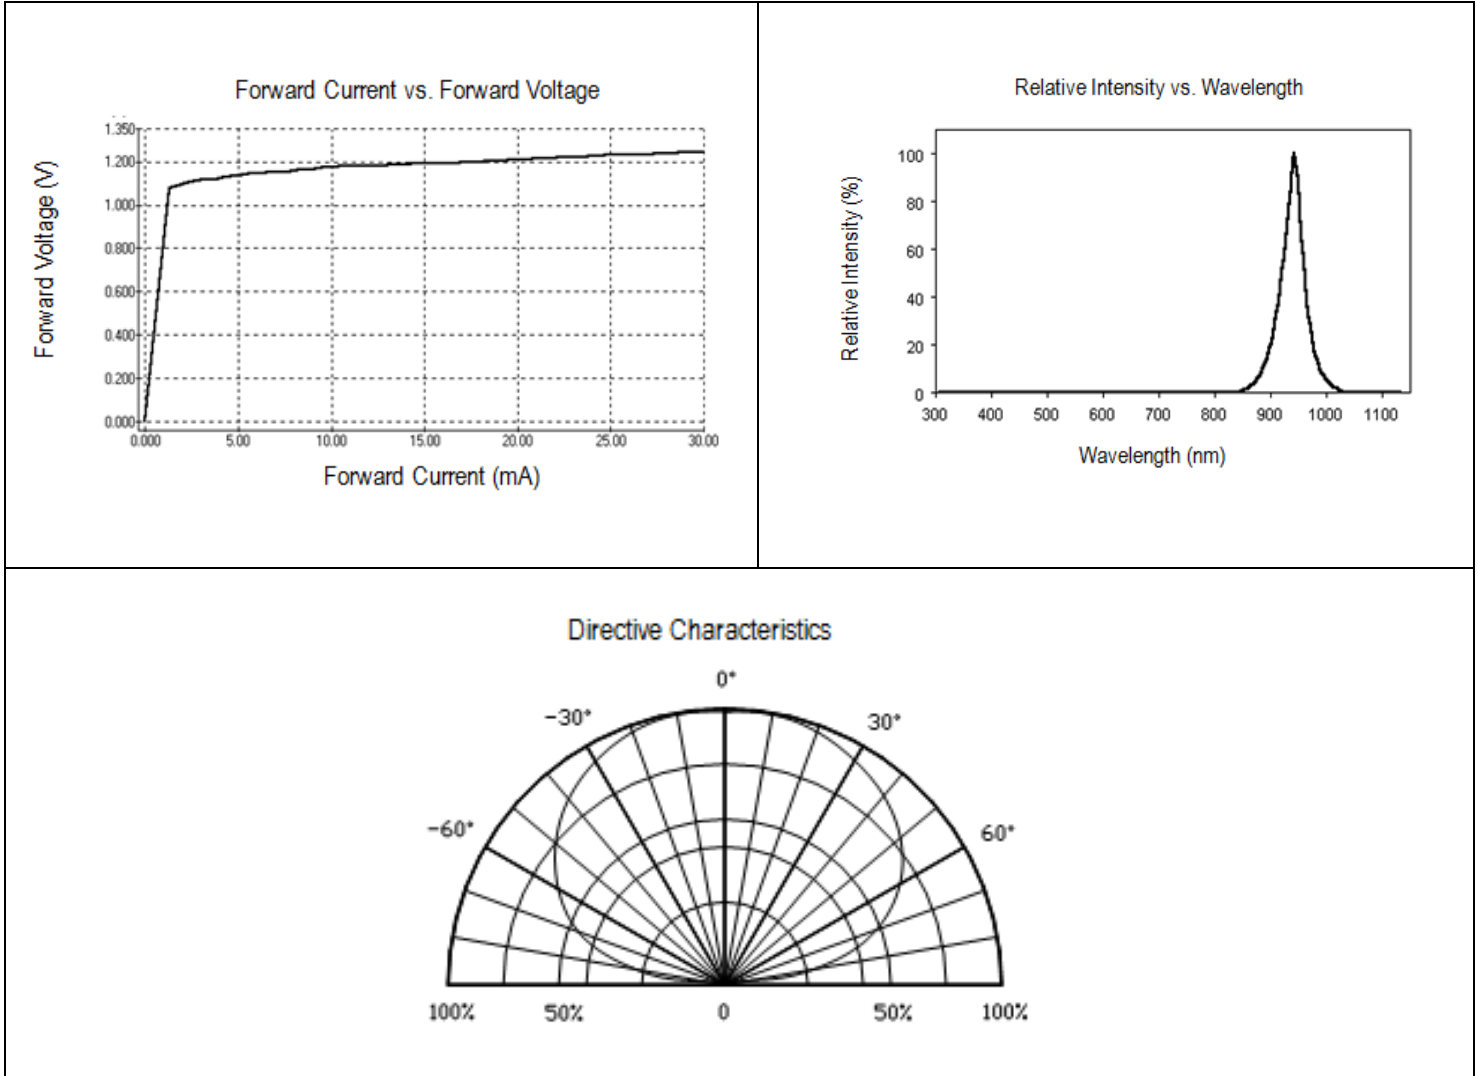 Forward Current vs. Forward Voltage
Forward Voltage (V)
1.350
1.200
1.000
0.800
0.600
0.400
0.200
0.000
0.000 5.00 10.00 15.00 20.00 25.00 30.00
Forward Current (mA)
Relative Intensity vs. Wavelength
Relative Intensity (%)
100
80
60
40
20
0
300 400 500 600 700 800 900 1000 1100
Wavelength (nm)
Directive Characteristics
0°
-30° 30°
-60° 60°
100% 50% 0 50% 100%